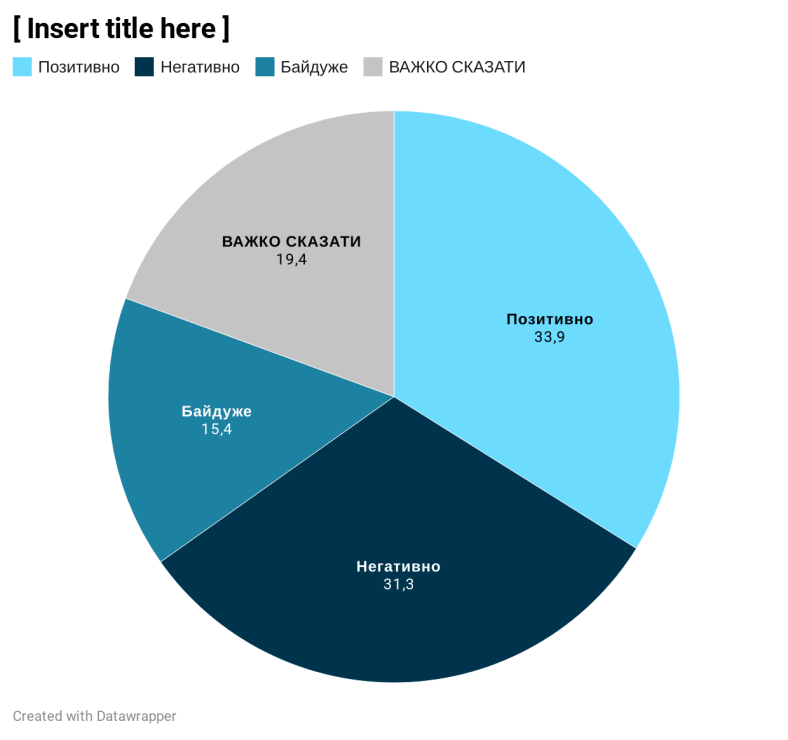 [ Insert title here ]
Позитивно Негативно Байдуже ВАЖКО СКАЗАТИ
ВАЖКО СКАЗАТИ
19,4
Позитивно
33,9
Байдуже
15,4
Негативно
31,3
Created with Datawrapper